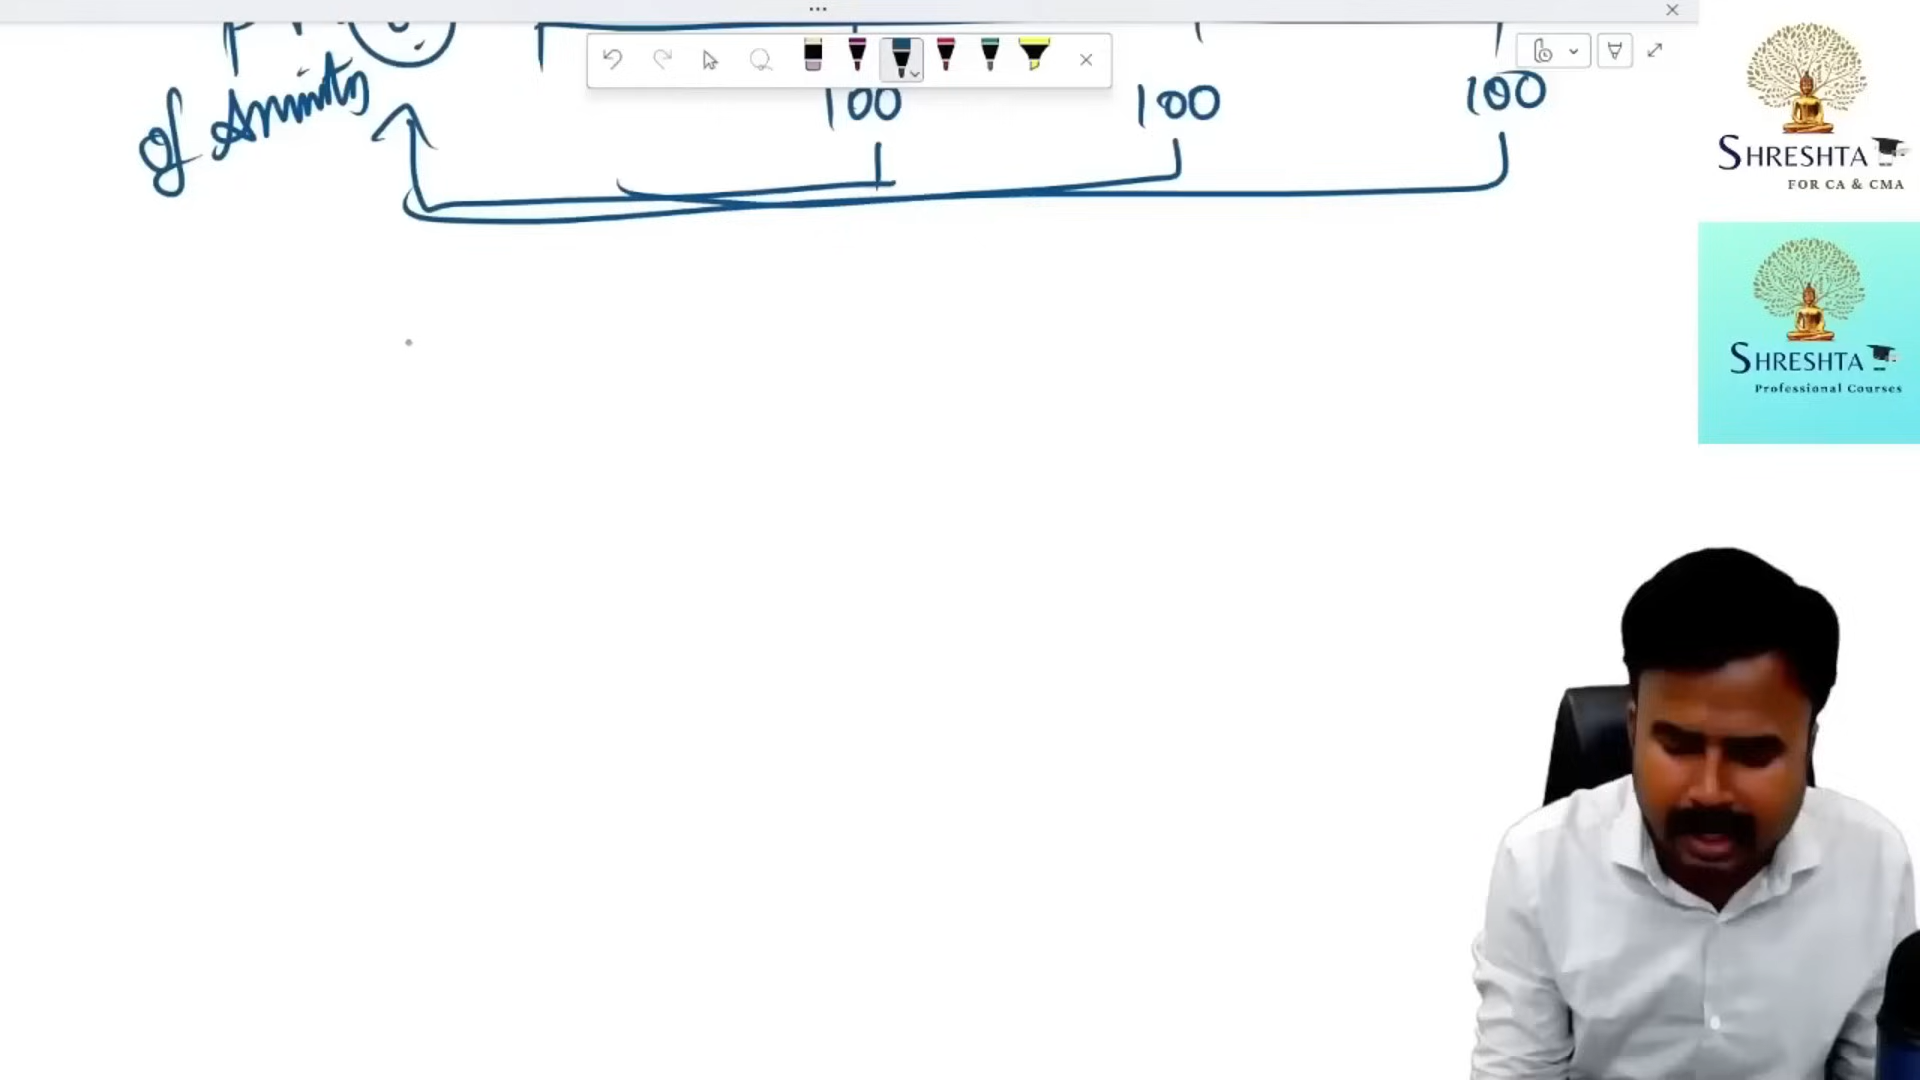 of Annuity
100 100 100
SHRESHTA
FOR CA & CMA
SHRESHTA
Professional Courses